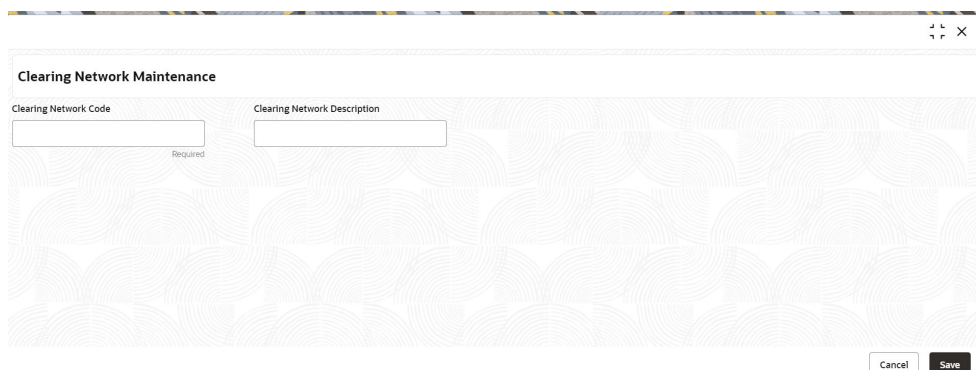 Clearing Network Maintenance
Clearing Network Code Clearing Network Description
Required
Cancel Save